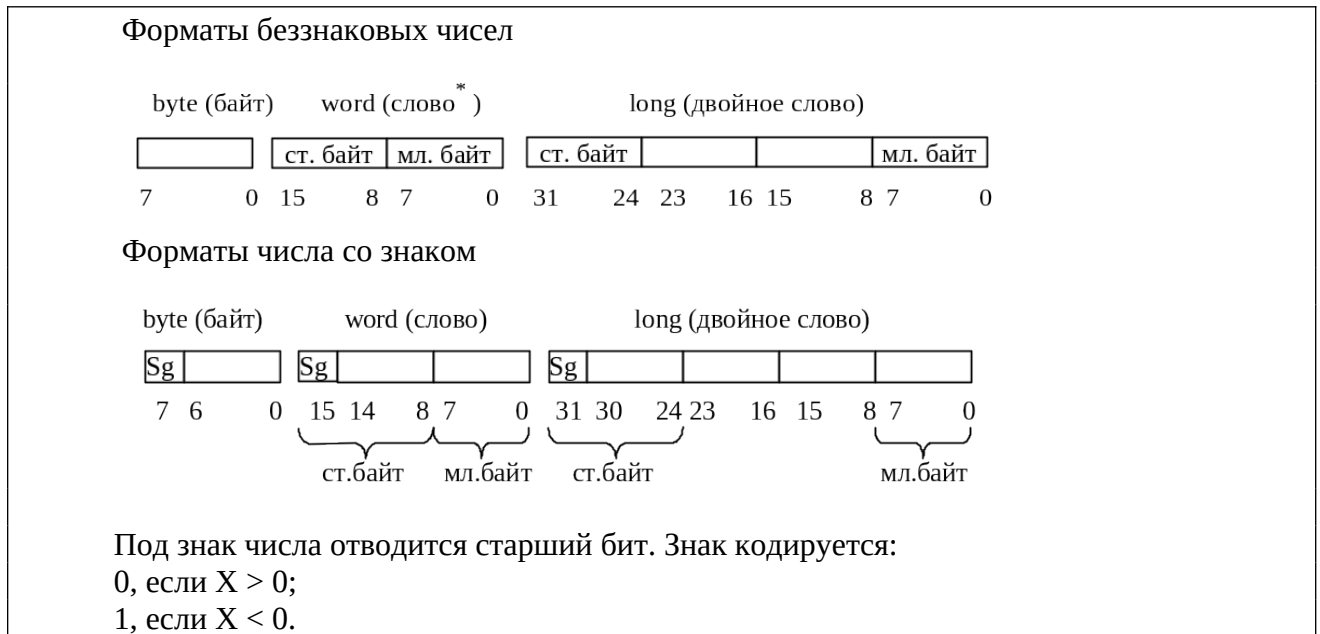 Форматы беззнаковых чисел
byte (байт) word (слово* ) long (двойное слово)
ст. байт мл. байт ст. байт мл. байт
7 0 15 8 7 0 31 24 23 16 15 8 7 0
Форматы числа со знаком
byte (байт) word (слово) long (двойное слово)
Sg Sg Sg
7 6 0 15 14 8 7 0 31 30 24 23 16 15 8 7 0
ст.байт мл.байт ст.байт мл.байт
Под знак числа отводится старший бит. Знак кодируется:
0, если X > 0;
1, если X < 0.